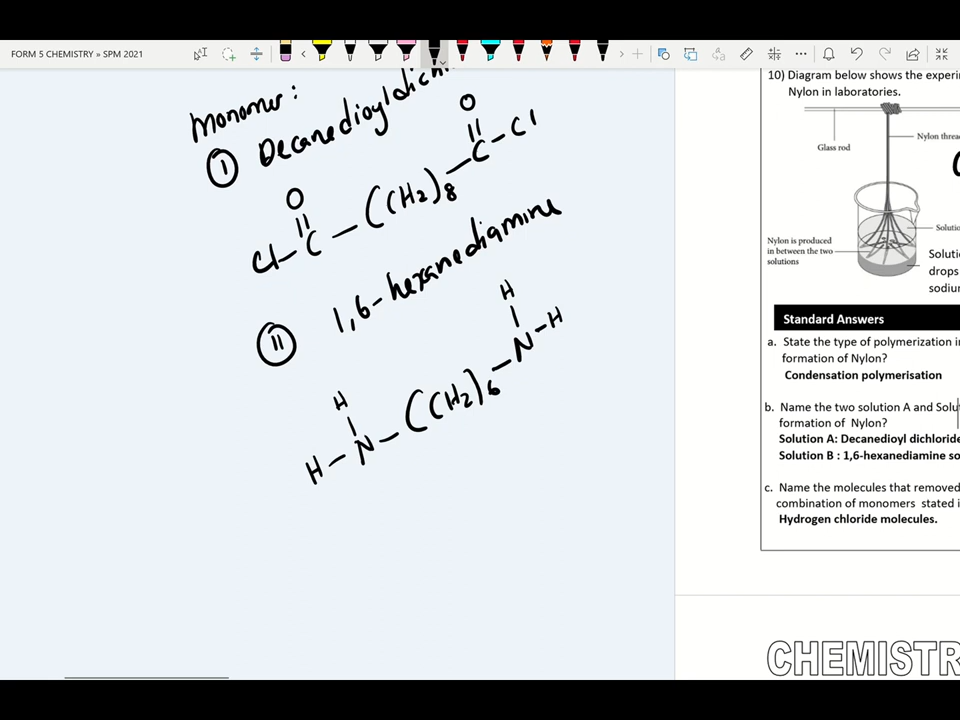 FORM 5 CHEMISTRY » SPM 2021
Monomer :
I Decanedioyldich
O
Cl - C - (CH2)8 - C - Cl
O
II 1,6-hexanediamine
H
H - N - (CH2)6 - N - H
H
10) Diagram below shows the experi
Nylon in laboratories.
Glass rod
Nylon threa
Solutio
Nylon is produced
in between the two
solutions
Soluti
drops
sodiu
Standard Answers
a. State the type of polymerization i
formation of Nylon?
Condensation polymerisation
b. Name the two solution A and Solu
formation of Nylon?
Solution A: Decanedioyl dichloride
Solution B : 1,6-hexanediamine so
c. Name the molecules that removed
combination of monomers stated i
Hydrogen chloride molecules.
CHEMISTR